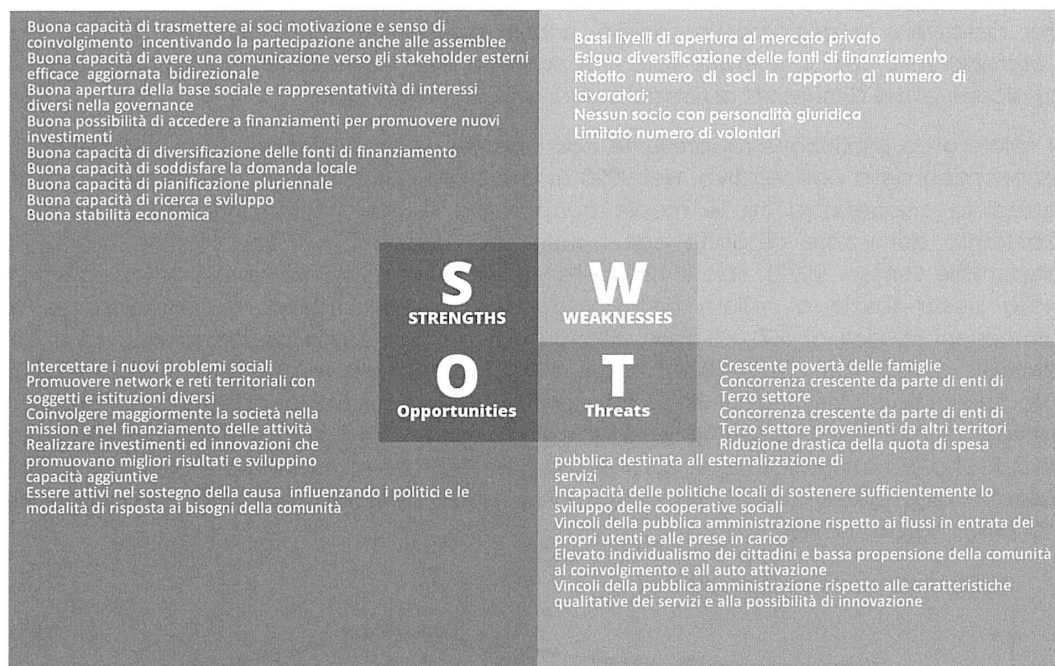 Buona capacità di trasmettere ai soci motivazione e senso di
coinvolgimento incentivando la partecipazione anche alle assemblee
Buona capacità di avere una comunicazione verso gli stakeholder esterni
efficace aggiornata bidirezionale
Buona apertura della base sociale e rappresentatività di interessi
diversi nella governance
Buona possibilità di accedere a finanziamenti per promuovere nuovi
investimenti
Buona capacità di diversificazione delle fonti di finanziamento
Buona capacità di soddisfare la domanda locale
Buona capacità di pianificazione pluriennale
Buona capacità di ricerca e sviluppo
Buona stabilità economica
Bassi livelli di apertura al mercato privato
Esigua diversificazione delle fonti di finanziamento
Ridotto numero di soci in rapporto al numero di
lavoratori;
Nessun socio con personalità giuridica
Limitato numero di volontari
S
STRENGTHS
W
WEAKNESSES
O
Opportunities
T
Threats
Intercettare i nuovi problemi sociali
Promuovere network e reti territoriali con
soggetti e istituzioni diversi
Coinvolgere maggiormente la società nella
mission e nel finanziamento delle attività
Realizzare investimenti ed innovazioni che
promuovano migliori risultati e sviluppino
capacità aggiuntive
Essere attivi nel sostegno della causa influenzando i politici e le
modalità di risposta ai bisogni della comunità
Crescente povertà delle famiglie
Concorrenza crescente da parte di enti di
Terzo settore
Concorrenza crescente da parte di enti di
Terzo settore provenienti da altri territori
Riduzione drastica della quota di spesa
pubblica destinata all esternalizzazione di
servizi
Incapacità delle politiche locali di sostenere sufficientemente lo
sviluppo delle cooperative sociali
Vincoli della pubblica amministrazione rispetto ai flussi in entrata dei
propri utenti e alle prese in carico
Elevato individualismo dei cittadini e bassa propensione della comunità
al coinvolgimento e all auto attivazione
Vincoli della pubblica amministrazione rispetto alle caratteristiche
qualitative dei servizi e alla possibilità di innovazione